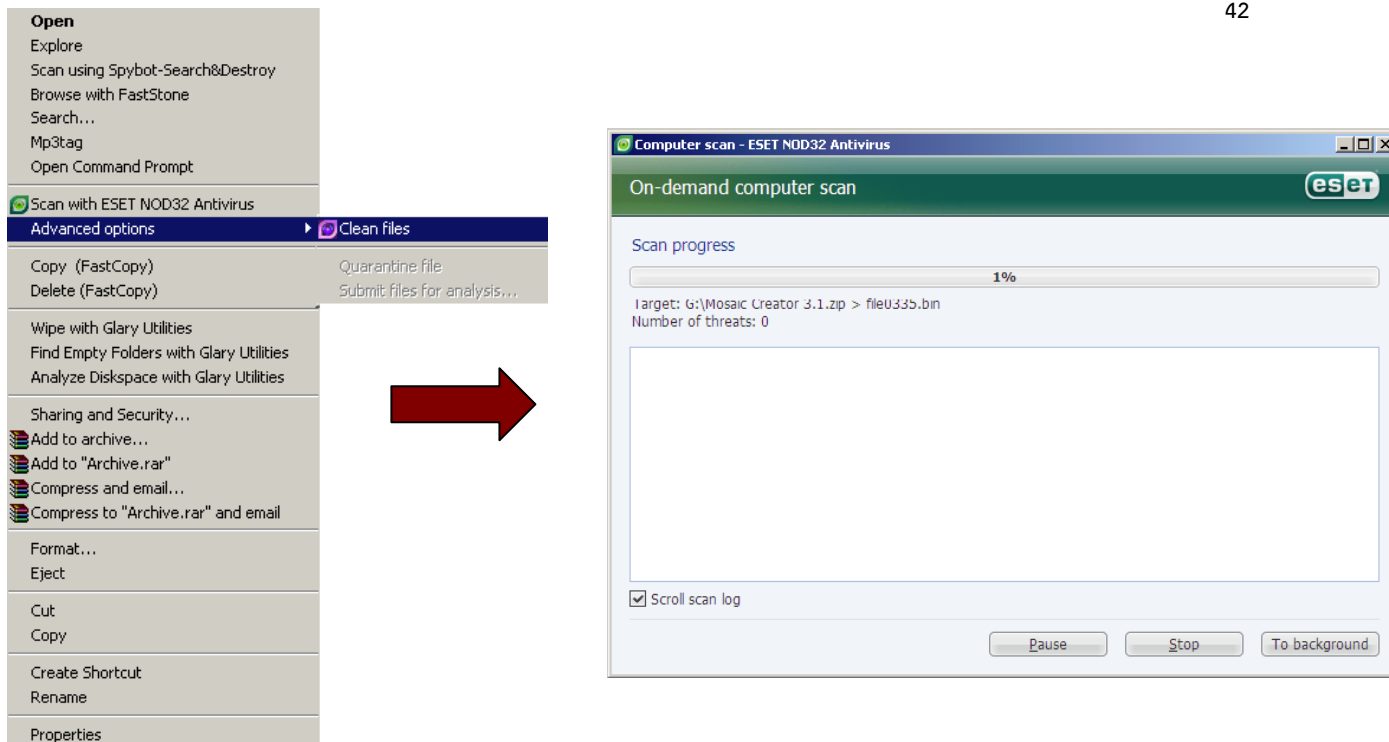 42
Open
Explore
Scan using Spybot-Search&Destroy
Browse with FastStone
Search...
Mp3tag
Open Command Prompt
Scan with ESET NOD32 Antivirus
Advanced options
Clean files
Quarantine file
Submit files for analysis...
Copy (FastCopy)
Delete (FastCopy)
Wipe with Glary Utilities
Find Empty Folders with Glary Utilities
Analyze Diskspace with Glary Utilities
Sharing and Security...
Add to archive...
Add to "Archive.rar"
Compress and email...
Compress to "Archive.rar" and email
Format...
Eject
Cut
Copy
Create Shortcut
Rename
Properties
Computer scan - ESET NOD32 Antivirus
On-demand computer scan
eset
Scan progress
1%
Target: G:\Mosaic Creator 3.1.zip > file0335.bin
Number of threats: 0
Scroll scan log
Pause
Stop
To background